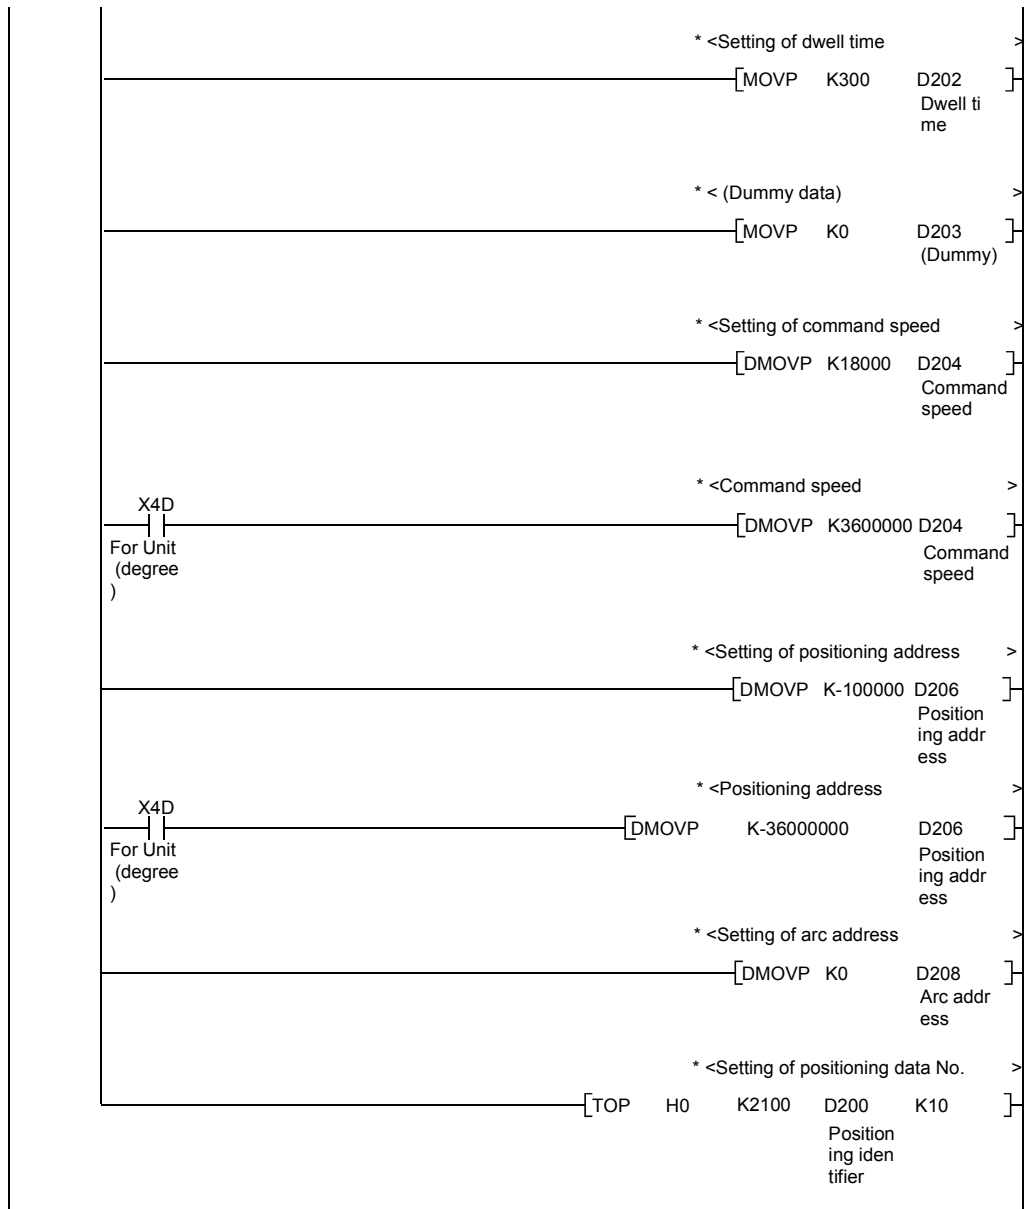 * <Setting of dwell time >
MOVP K300 D202
Dwell ti
me
* < (Dummy data) >
MOVP K0 D203
(Dummy)
* <Setting of command speed >
DMOVP K18000 D204
Command
speed
* <Command speed >
X4D
DMOVP K3600000 D204
For Unit
(degree
)
Command
speed
* <Setting of positioning address >
DMOVP K-100000 D206
Position
ing addr
ess
* <Positioning address >
X4D
DMOVP K-36000000 D206
For Unit
(degree
)
Position
ing addr
ess
* <Setting of arc address >
DMOVP K0 D208
Arc addr
ess
* <Setting of positioning data No. >
TOP H0 K2100 D200 K10
Position
ing iden
tifier